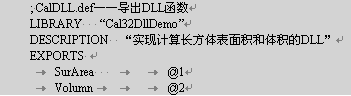 ;CalDLL.def——导出DLL函数
LIBRARY “Cal32DllDemo”
DESCRIPTION “实现计算长方体表面积和体积的DLL”
EXPORTS
→ SurArea → → @1
→ Volumn → → @2